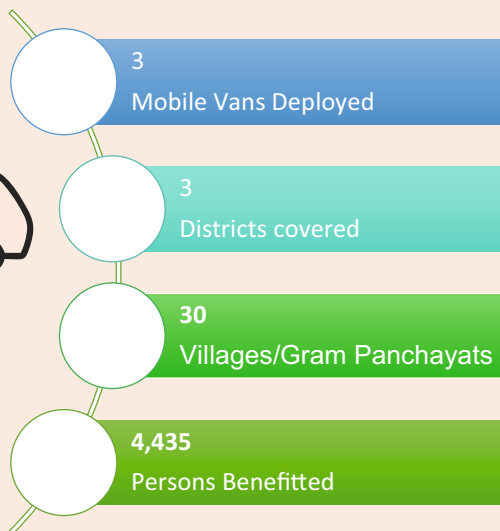 3
Mobile Vans Deployed
3
Districts covered
30
Villages/Gram Panchayats
4,435
Persons Benefitted